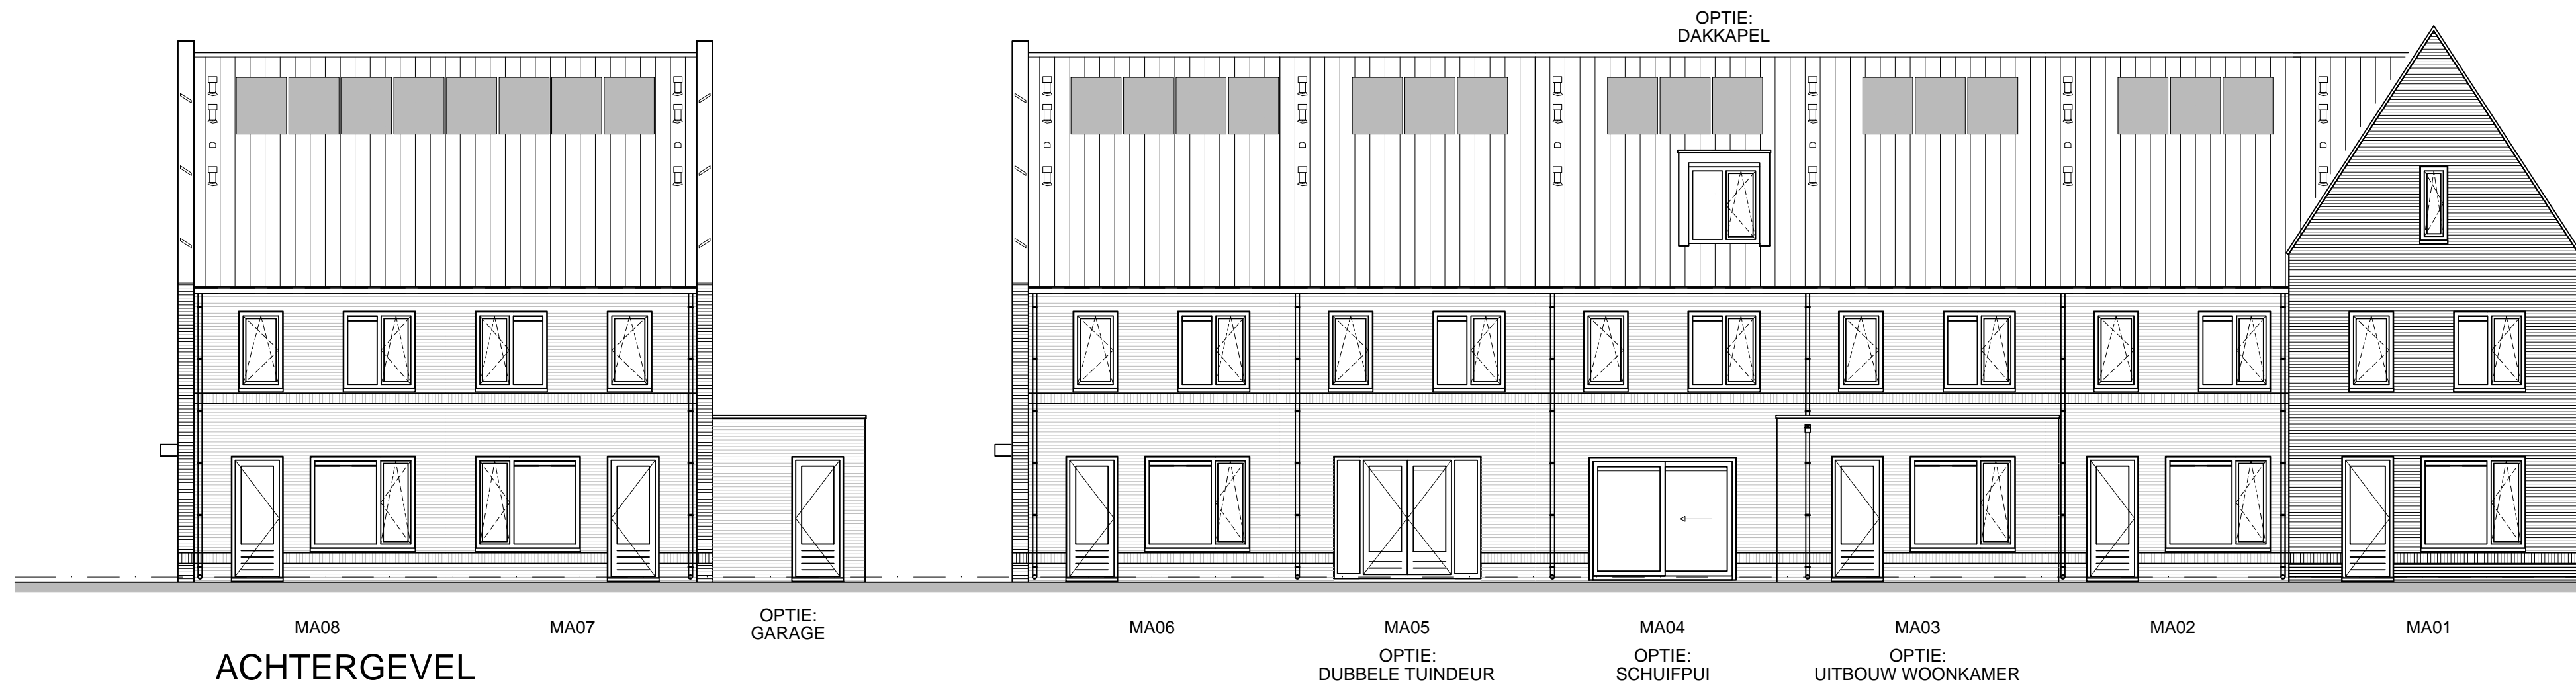 OPTIE:
DAKKAPEL
MA08
MA07
OPTIE:
GARAGE
MA06
MA05
MA04
MA03
MA02
MA01
OPTIE:
DUBBELE TUINDEUR
OPTIE:
SCHUIFPUI
OPTIE:
UITBOUW WOONKAMER
ACHTERGEVEL